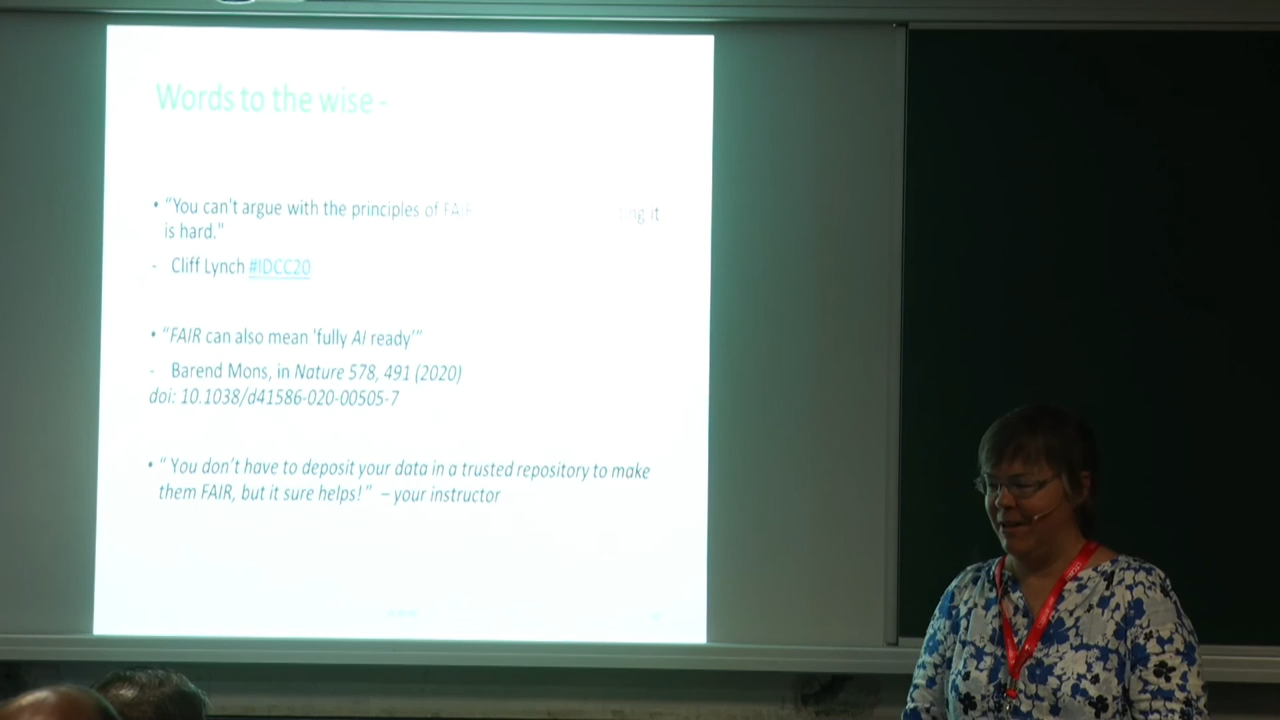 Words to the wise -
• “You can't argue with the principles of FAIR it
is hard."
- Cliff Lynch #IDCC20
• “FAIR can also mean 'fully AI ready’”
- Barend Mons, in Nature 578, 491 (2020)
doi: 10.1038/d41586-020-00505-7
• “ You don’t have to deposit your data in a trusted repository to make
them FAIR, but it sure helps!” – your instructor